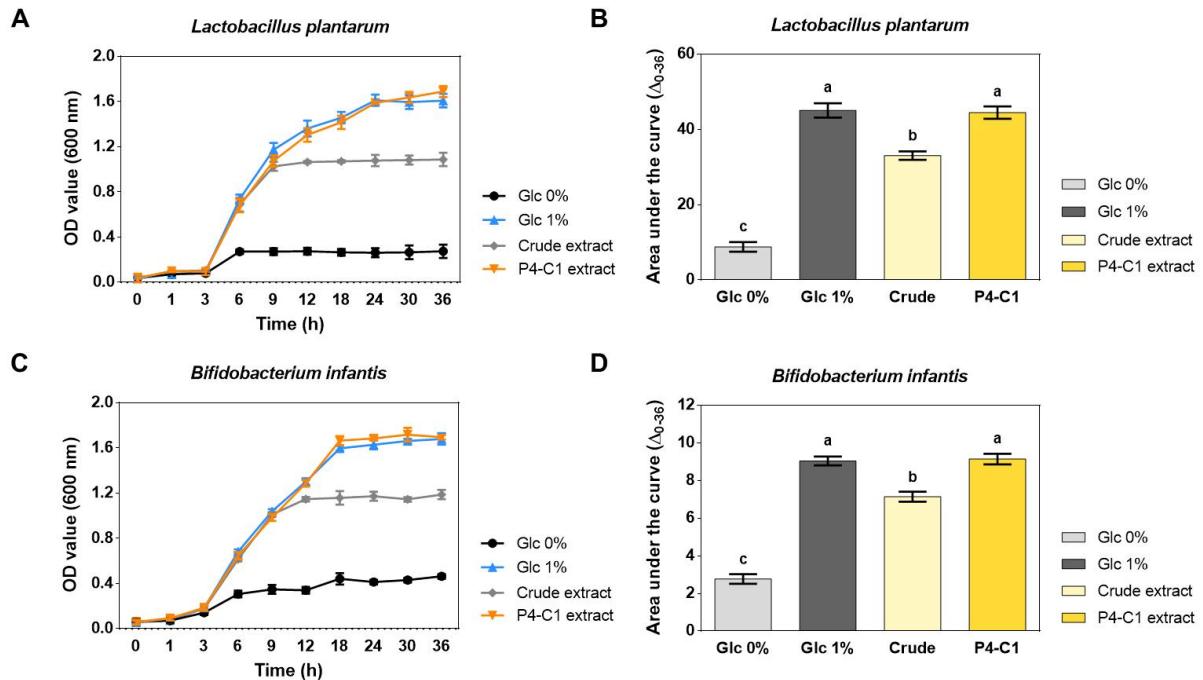 A
Lactobacillus plantarum
OD value (600 nm)
2.0
1.6
1.2
0.8
0.4
0.0
0 1 3 6 9 12 18 24 30 36
Time (h)
Glc 0%
Glc 1%
Crude extract
P4-C1 extract
B
Lactobacillus plantarum
Area under the curve (Δ0-36)
60
40
20
0
a
a
b
c
Glc 0% Glc 1% Crude P4-C1
Glc 0%
Glc 1%
Crude extract
P4-C1 extract
C
Bifidobacterium infantis
OD value (600 nm)
2.0
1.6
1.2
0.8
0.4
0.0
0 1 3 6 9 12 18 24 30 36
Time (h)
Glc 0%
Glc 1%
Crude extract
P4-C1 extract
D
Bifidobacterium infantis
Area under the curve (Δ0-36)
12
10
8
6
4
2
0
a
a
b
c
Glc 0% Glc 1% Crude P4-C1
Glc 0%
Glc 1%
Crude extract
P4-C1 extract